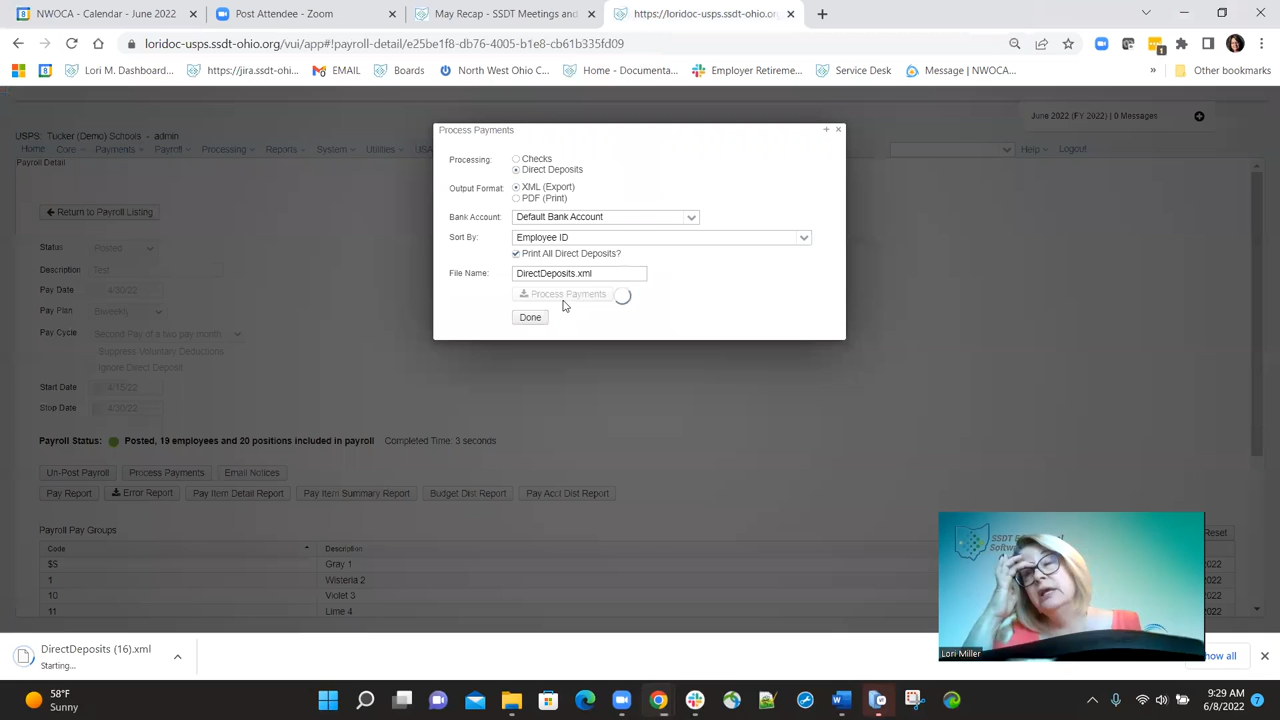 NWOCA - Calendar - June 2022
Post Attendee - Zoom
May Recap - SSDT Meetings and
https://loridoc-usps.ssdt-ohio.org
loridoc-usps.ssdt-ohio.org/vui/app#!payroll-detail/e25be1f8-db76-4005-b1ea-cb61b335fd09
Lori M. Dashboard...
https://jira.ssdt-ohi...
EMAIL
Boards
North West Ohio C...
Home - Documenta...
Employer Retireme...
Service Desk
Message | NWOCA...
Other bookmarks
June 2022 (FY 2022) | 0 Messages
USPS: Tucker (Demo) Schools - admin
Home Core Payments Payroll Processing Reports System Utilities Help Logout
Payroll Detail
Return to Payroll Listing
Status Posted
Description Test
Pay Date 4/30/22
Pay Plan Biweekly
Pay Cycle Second Pay of a two pay month
Suppress Voluntary Deductions
Ignore Direct Deposit
Start Date 4/15/22
Stop Date 4/30/22
Process Payments
Processing: Checks
Direct Deposits
Output Format: XML (Export)
PDF (Print)
Bank Account: Default Bank Account
Sort By: Employee ID
Print All Direct Deposits?
File Name: DirectDeposits.xml
Process Payments
Done
Payroll Status: Posted, 19 employees and 20 positions included in payroll Completed Time: 3 seconds
Un-Post Payroll Process Payments Email Notices
Pay Report Error Report Pay Item Detail Report Pay Item Summary Report Budget Dist Report Pay Acct Dist Report
Payroll Pay Groups
Reset
Code Description
$S Gray 1
1 Wisteria 2
10 Violet 3
11 Lime 4
Lori Miller
DirectDeposits (16).xml
Starting...
58°F
Sunny
9:29 AM
6/8/2022